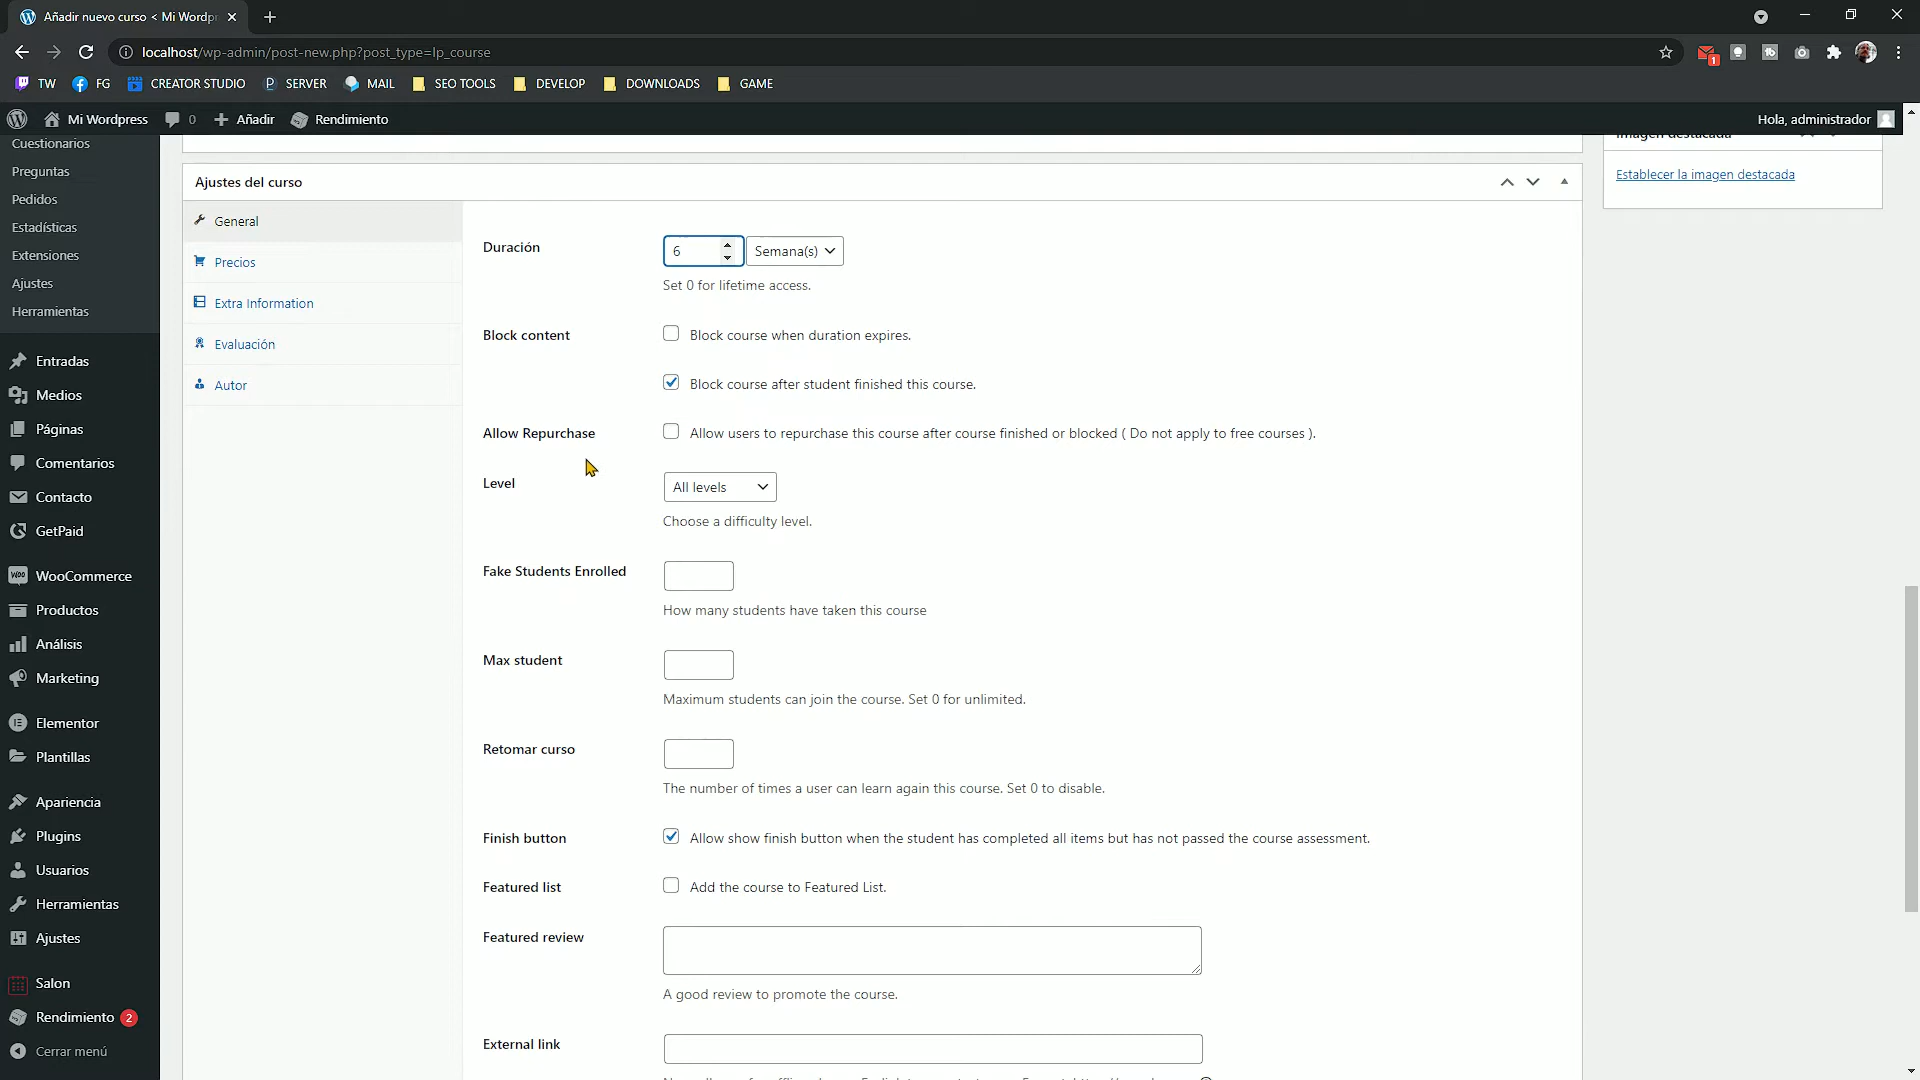 Añadir nuevo curso < Mi Wordpr
localhost/wp-admin/post-new.php?post_type=lp_course
1
TW
FG
CREATOR STUDIO
SERVER
MAIL
SEO TOOLS
DEVELOP
DOWNLOADS
GAME
Mi Wordpress
0
Añadir
Rendimiento
Hola, administrador
Cuestionarios
Preguntas
Pedidos
Estadísticas
Extensiones
Ajustes
Herramientas
Entradas
Medios
Páginas
Comentarios
Contacto
GetPaid
WooCommerce
Productos
Análisis
Marketing
Elementor
Plantillas
Apariencia
Plugins
Usuarios
Herramientas
Ajustes
Salon
Rendimiento 2
Cerrar menú
Ajustes del curso
General
Precios
Extra Information
Evaluación
Autor
Duración
6
Semana(s)
Set 0 for lifetime access.
Block content
Block course when duration expires.
Block course after student finished this course.
Allow Repurchase
Allow users to repurchase this course after course finished or blocked ( Do not apply to free courses ).
Level
All levels
Choose a difficulty level.
Fake Students Enrolled
How many students have taken this course
Max student
Maximum students can join the course. Set 0 for unlimited.
Retomar curso
The number of times a user can learn again this course. Set 0 to disable.
Finish button
Allow show finish button when the student has completed all items but has not passed the course assessment.
Featured list
Add the course to Featured List.
Featured review
A good review to promote the course.
External link
Imagen destacada
Establecer la imagen destacada